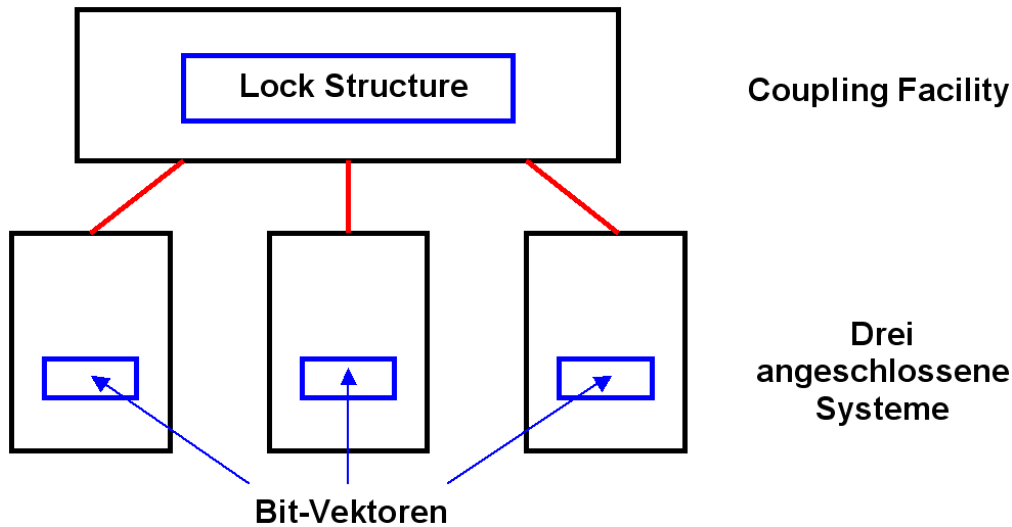 Lock Structure
Coupling Facility
Drei
angeschlossene
Systeme
Bit-Vektoren